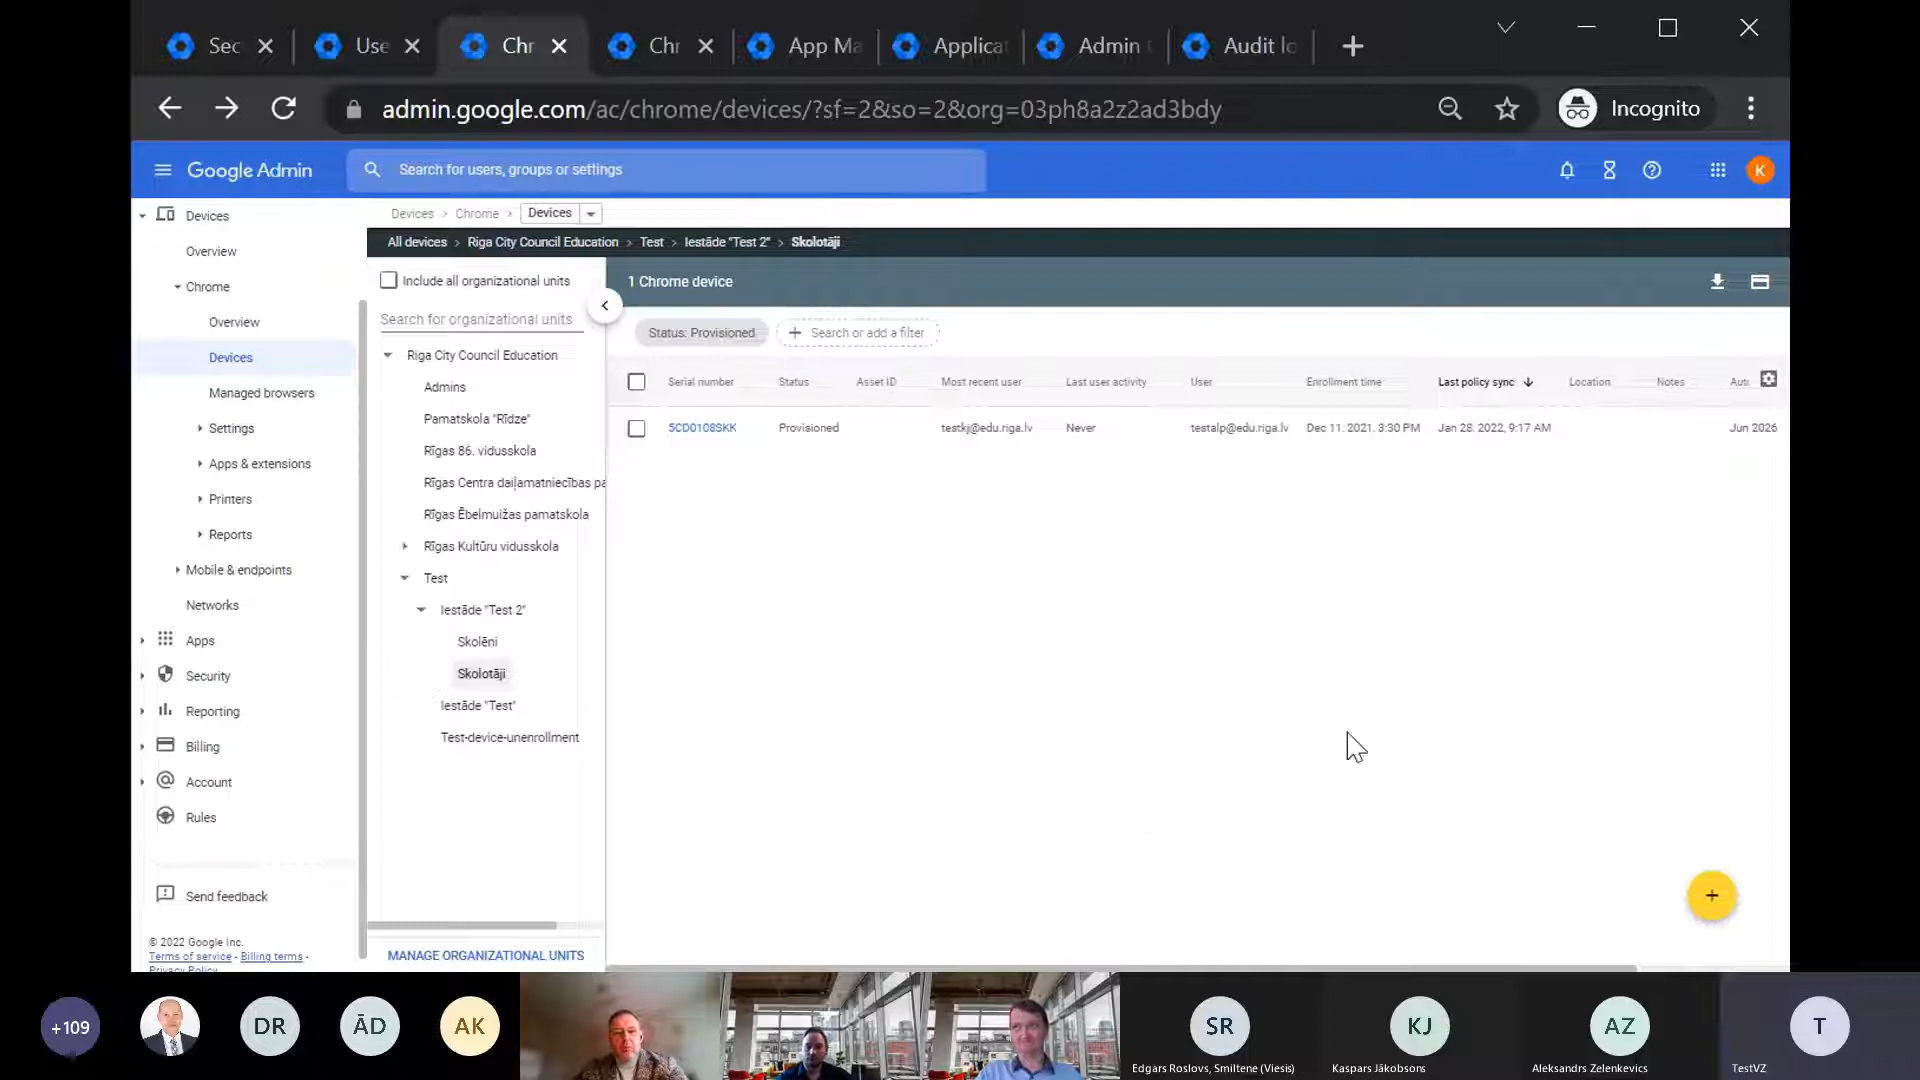 Sec
Use
Chr
Chr
App Ma
Applica
Admin
Audit lo
admin.google.com/ac/chrome/devices/?sf=2&so=2&org=03ph8a2z2ad3bdy
Incognito
Google Admin
Search for users, groups or settings
K
Devices
Overview
Chrome
Overview
Devices
Managed browsers
Settings
Apps & extensions
Printers
Reports
Mobile & endpoints
Networks
Apps
Security
Reporting
Billing
Account
Rules
Send feedback
© 2022 Google Inc.
Terms of service - Billing terms -
Privacy Policy
Devices > Chrome > Devices
All devices > Riga City Council Education > Test > Iestāde "Test 2" > Skolotāji
Include all organizational units
Search for organizational units
Riga City Council Education
Admins
Pamatskola "Rīdze"
Rīgas 86. vidusskola
Rīgas Centra daiļamatniecības pa
Rīgas Ēbelmuižas pamatskola
Rīgas Kultūru vidusskola
Test
Iestāde "Test 2"
Skolēni
Skolotāji
Iestāde "Test"
Test-device-unenrollment
MANAGE ORGANIZATIONAL UNITS
1 Chrome device
Status: Provisioned
+ Search or add a filter
Serial number Status Asset ID Most recent user Last user activity User Enrollment time Last policy sync Location Notes Aut
5CD0108SKK Provisioned testkj@edu.riga.lv Never testalp@edu.riga.lv Dec 11, 2021, 3:30 PM Jan 28, 2022, 9:17 AM Jun 2026
+109
DR
ĀD
AK
SR
Edgars Roslovs, Smiltene (Viesis)
KJ
Kaspars Jākobsons
AZ
Aleksandrs Zelenkevics
T
TestVZ